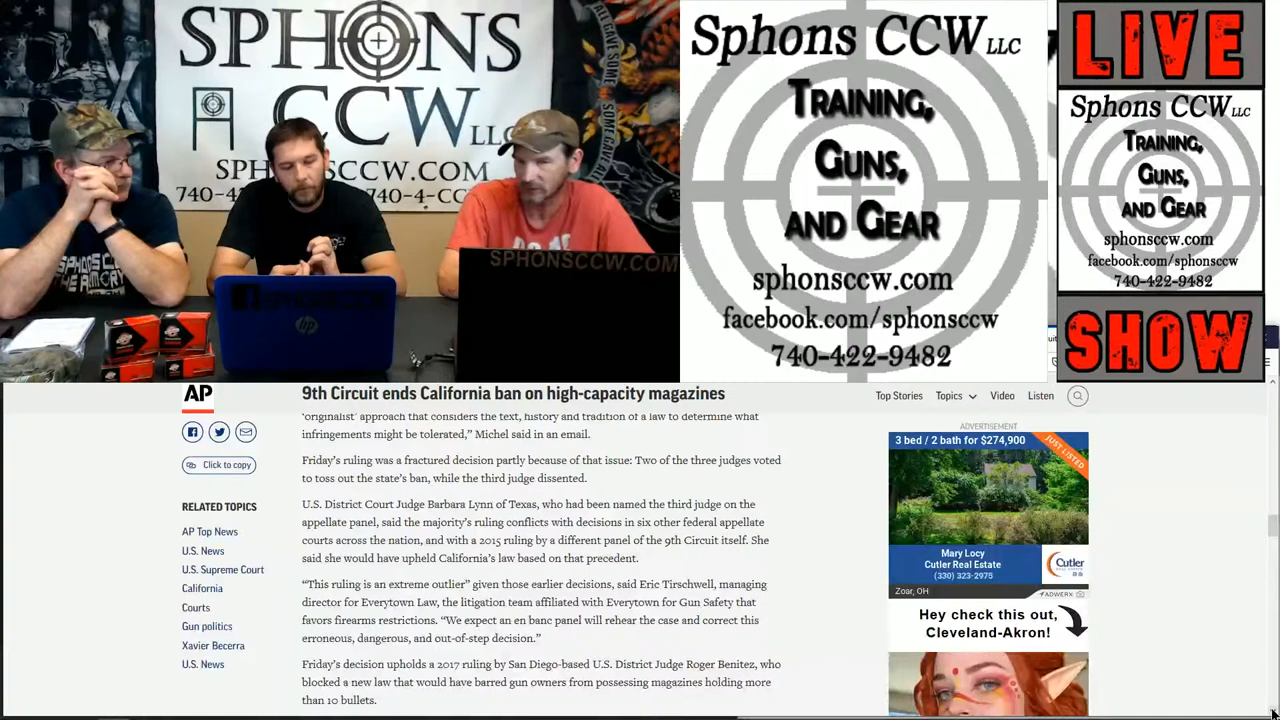 SPHONS
CCW LLC
740-4
SPHONSCCW
SPHONSCCW.COM
Sphons CCW LLC
TRAINING,
GUNS,
AND GEAR
sphonsccw.com
facebook.com/sphonsccw
740-422-9482
LIVE
Sphons CCW LLC
TRAINING,
GUNS,
AND GEAR
sphonsccw.com
facebook.com/sphonsccw
740-422-9482
SHOW
AP
9th Circuit ends California ban on high-capacity magazines
Top Stories Topics Video Listen
Click to copy
RELATED TOPICS
AP Top News
U.S. News
U.S. Supreme Court
California
Courts
Gun politics
Xavier Becerra
U.S. News
‘originalist’ approach that considers the text, history and tradition of a law to determine what
infringements might be tolerated,” Michel said in an email.
Friday’s ruling was a fractured decision partly because of that issue: Two of the three judges voted
to toss out the state’s ban, while the third judge dissented.
U.S. District Court Judge Barbara Lynn of Texas, who had been named the third judge on the
appellate panel, said the majority’s ruling conflicts with decisions in six other federal appellate
courts across the nation, and with a 2015 ruling by a different panel of the 9th Circuit itself. She
said she would have upheld California’s law based on that precedent.
“This ruling is an extreme outlier” given those earlier decisions, said Eric Tirschwell, managing
director for Everytown Law, the litigation team affiliated with Everytown for Gun Safety that
favors firearms restrictions. “We expect an en banc panel will rehear the case and correct this
erroneous, dangerous, and out-of-step decision.”
Friday’s decision upholds a 2017 ruling by San Diego-based U.S. District Judge Roger Benitez, who
blocked a new law that would have barred gun owners from possessing magazines holding more
than 10 bullets.
ADVERTISEMENT
3 bed / 2 bath for $274,900
JUST LISTED
Mary Locy
Cutler Real Estate
(330) 323-2975
Cutler
Zoar, OH
ADWERX
Hey check this out,
Cleveland-Akron!